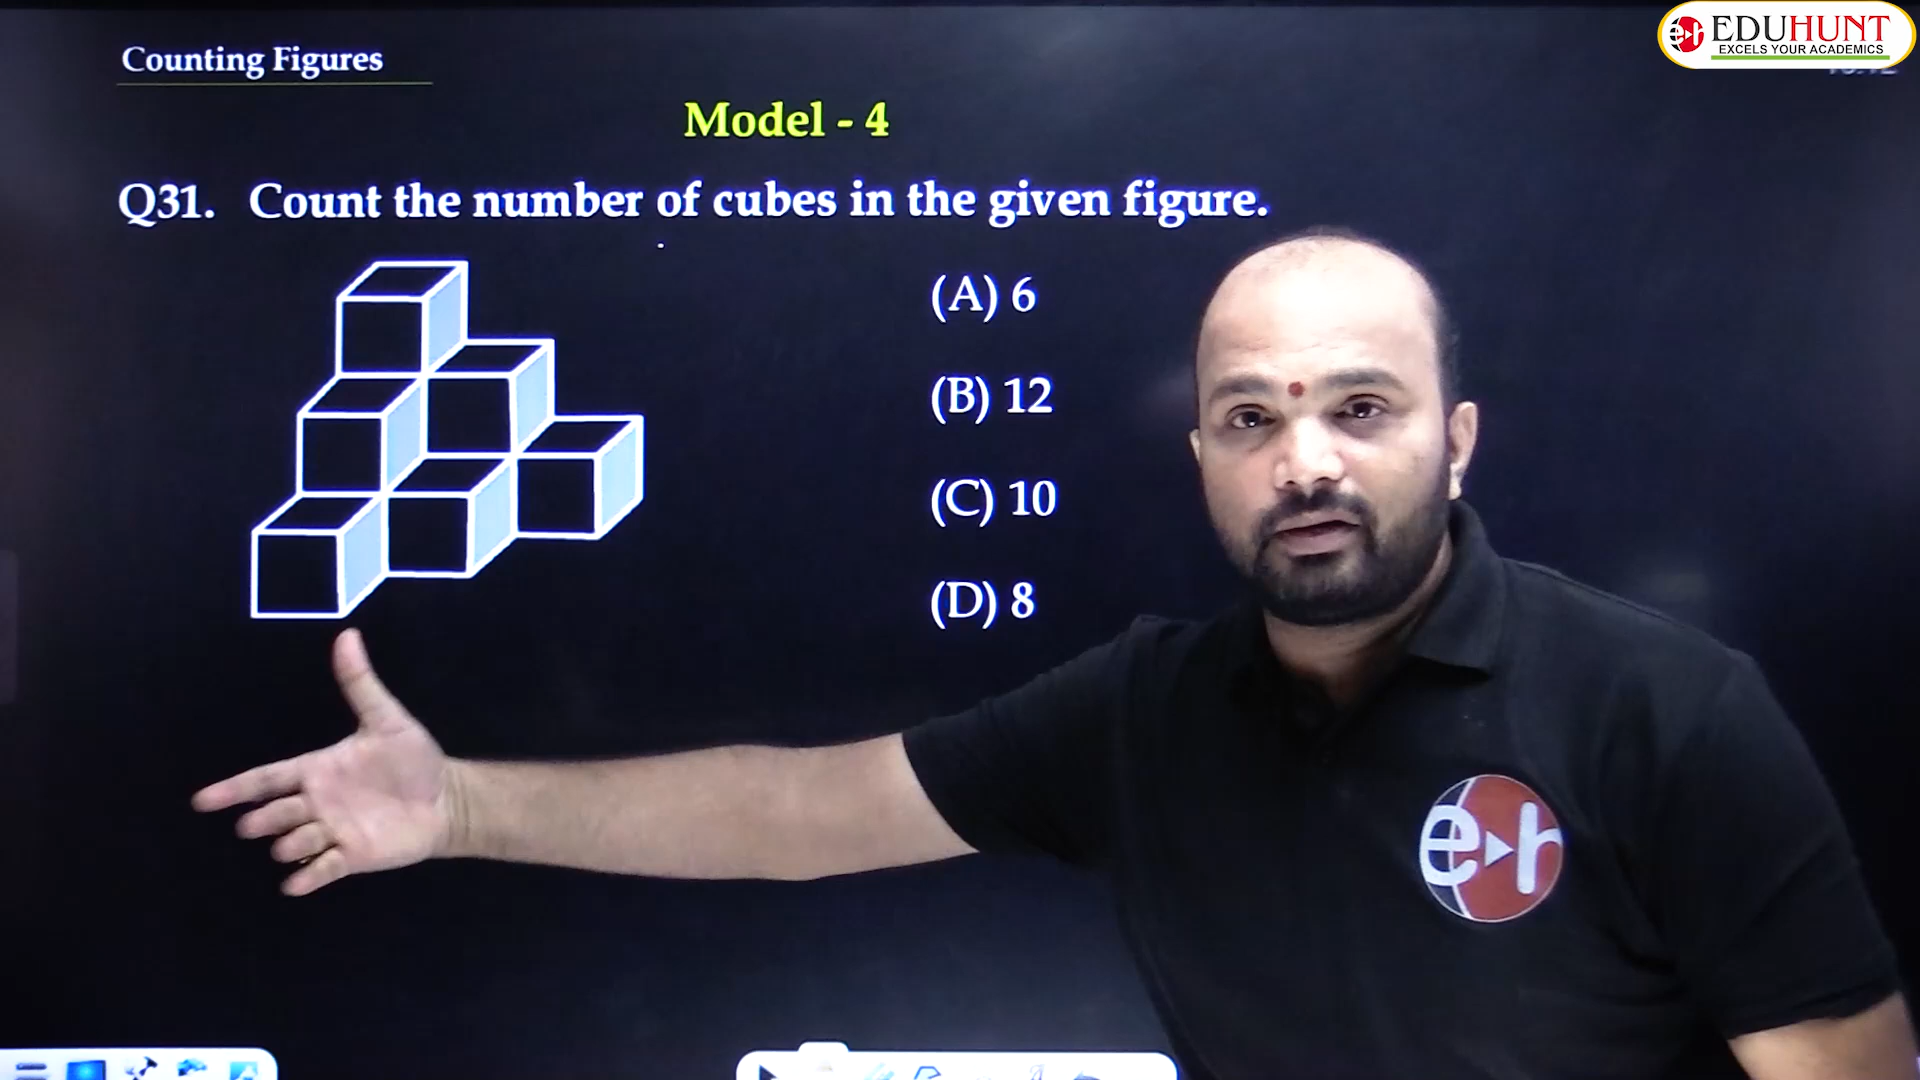 EDUHUNT
EXCELS YOUR ACADEMICS
Counting Figures
Model - 4
Q31. Count the number of cubes in the given figure.
(A) 6
(B) 12
(C) 10
(D) 8